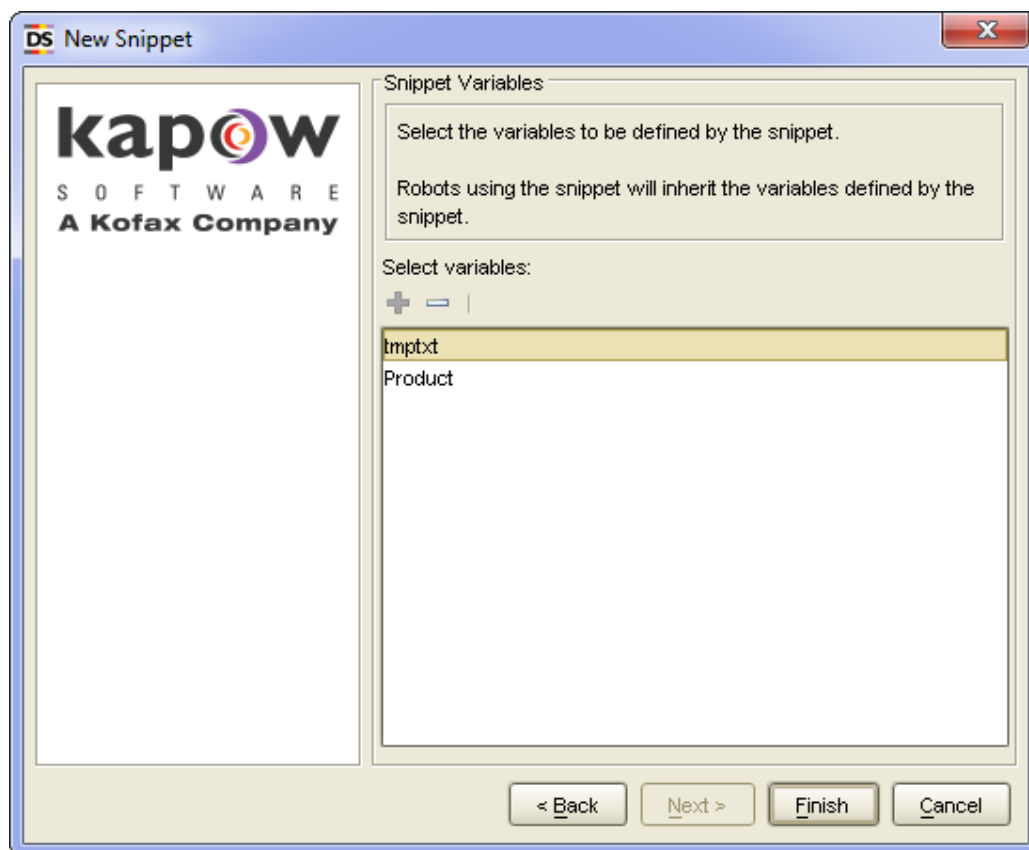 DS New Snippet
kapow
SOFTWARE
A Kofax Company
Snippet Variables
Select the variables to be defined by the snippet.
Robots using the snippet will inherit the variables defined by the
snippet.
Select variables:
tmptxt
Product
< Back
Next >
Finish
Cancel